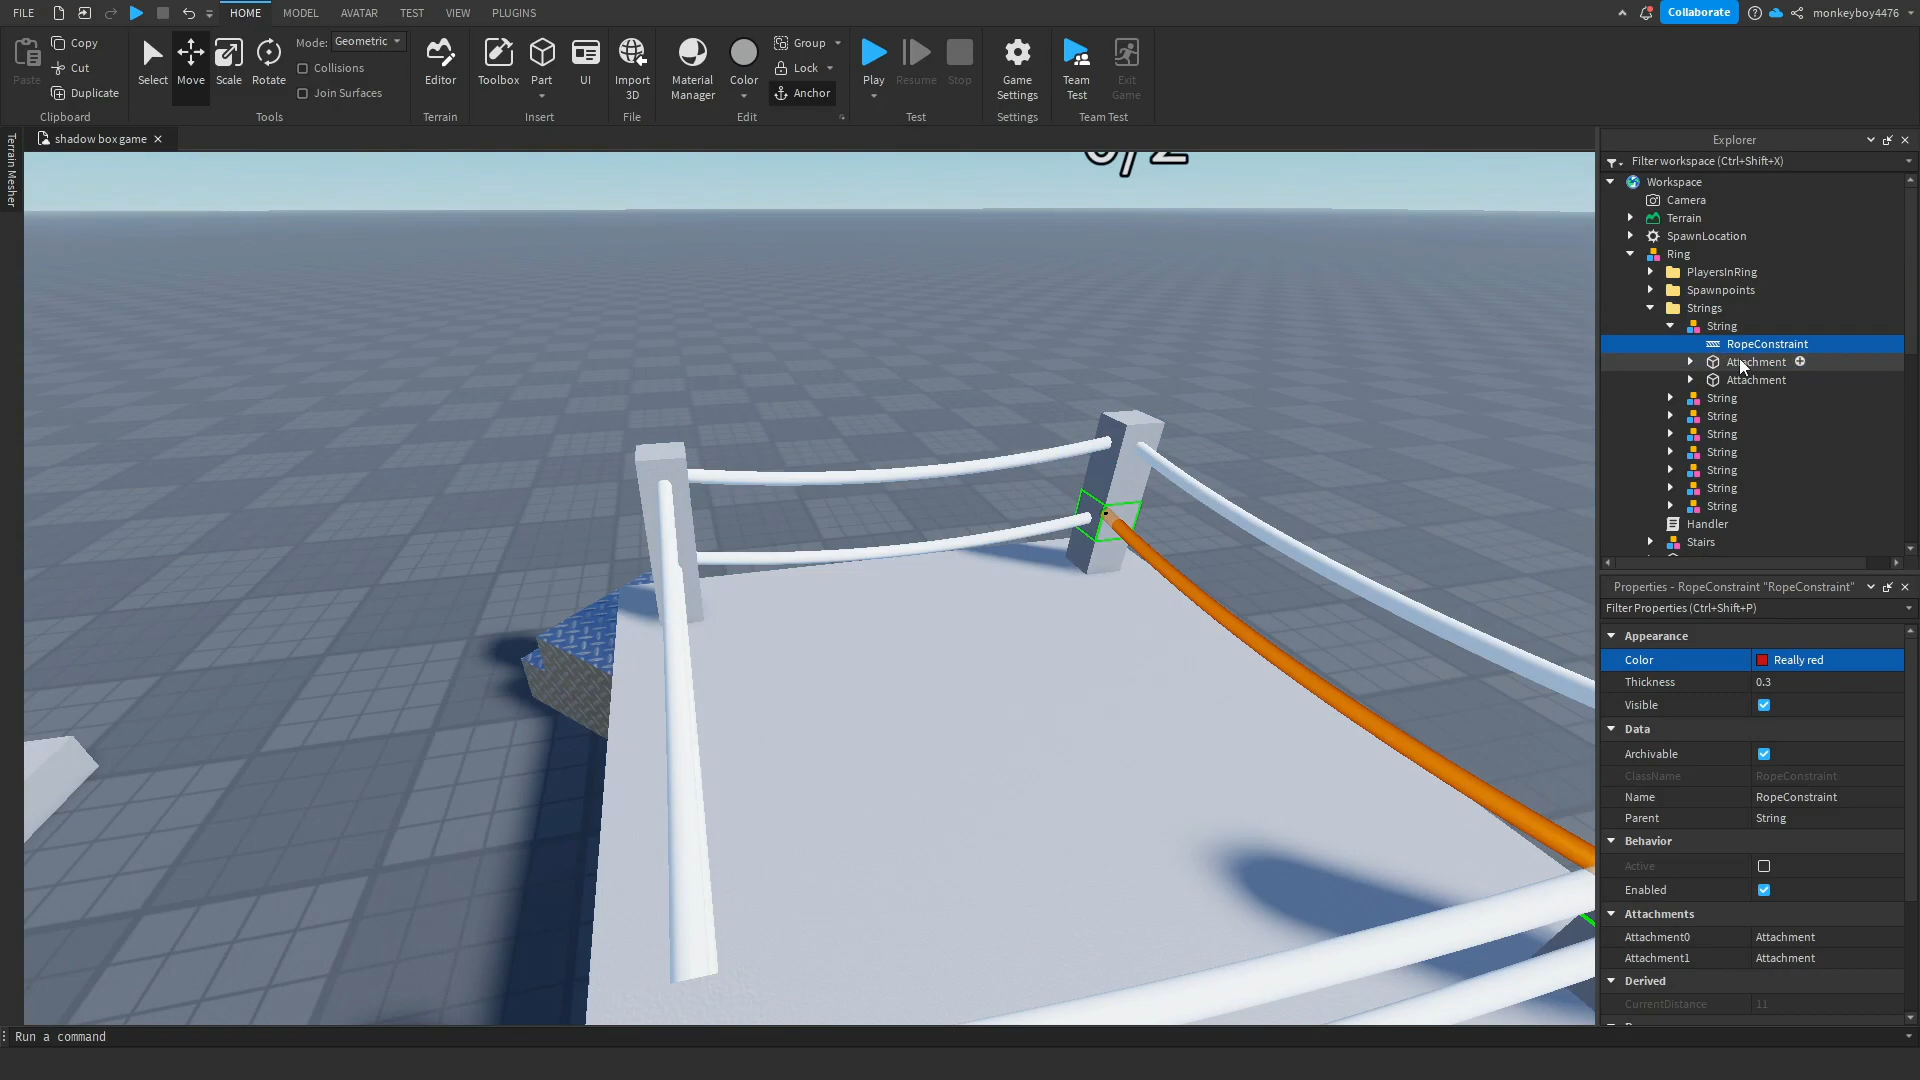 FILE
HOME
MODEL
AVATAR
TEST
VIEW
PLUGINS
Collaborate
monkeyboy4476
Paste
Copy
Cut
Duplicate
Clipboard
Select
Move
Scale
Rotate
Mode: Geometric
Collisions
Join Surfaces
Tools
Editor
Terrain
Toolbox
Part
UI
Insert
Import
3D
File
Material
Manager
Color
Group
Lock
Anchor
Edit
Play
Resume
Stop
Test
Game
Settings
Settings
Team
Test
Exit
Game
Team Test
Terrain Mesher
shadow box game
Explorer
Filter workspace (Ctrl+Shift+X)
Workspace
Camera
Terrain
SpawnLocation
Ring
PlayersInRing
Spawnpoints
Strings
String
RopeConstraint
Attachment
Attachment
String
String
String
String
String
String
String
Handler
Stairs
Properties - RopeConstraint "RopeConstraint"
Filter Properties (Ctrl+Shift+P)
Appearance
Color Really red
Thickness 0.3
Visible
Data
Archivable
ClassName RopeConstraint
Name RopeConstraint
Parent String
Behavior
Active
Enabled
Attachments
Attachment0 Attachment
Attachment1 Attachment
Derived
CurrentDistance 11
Run a command